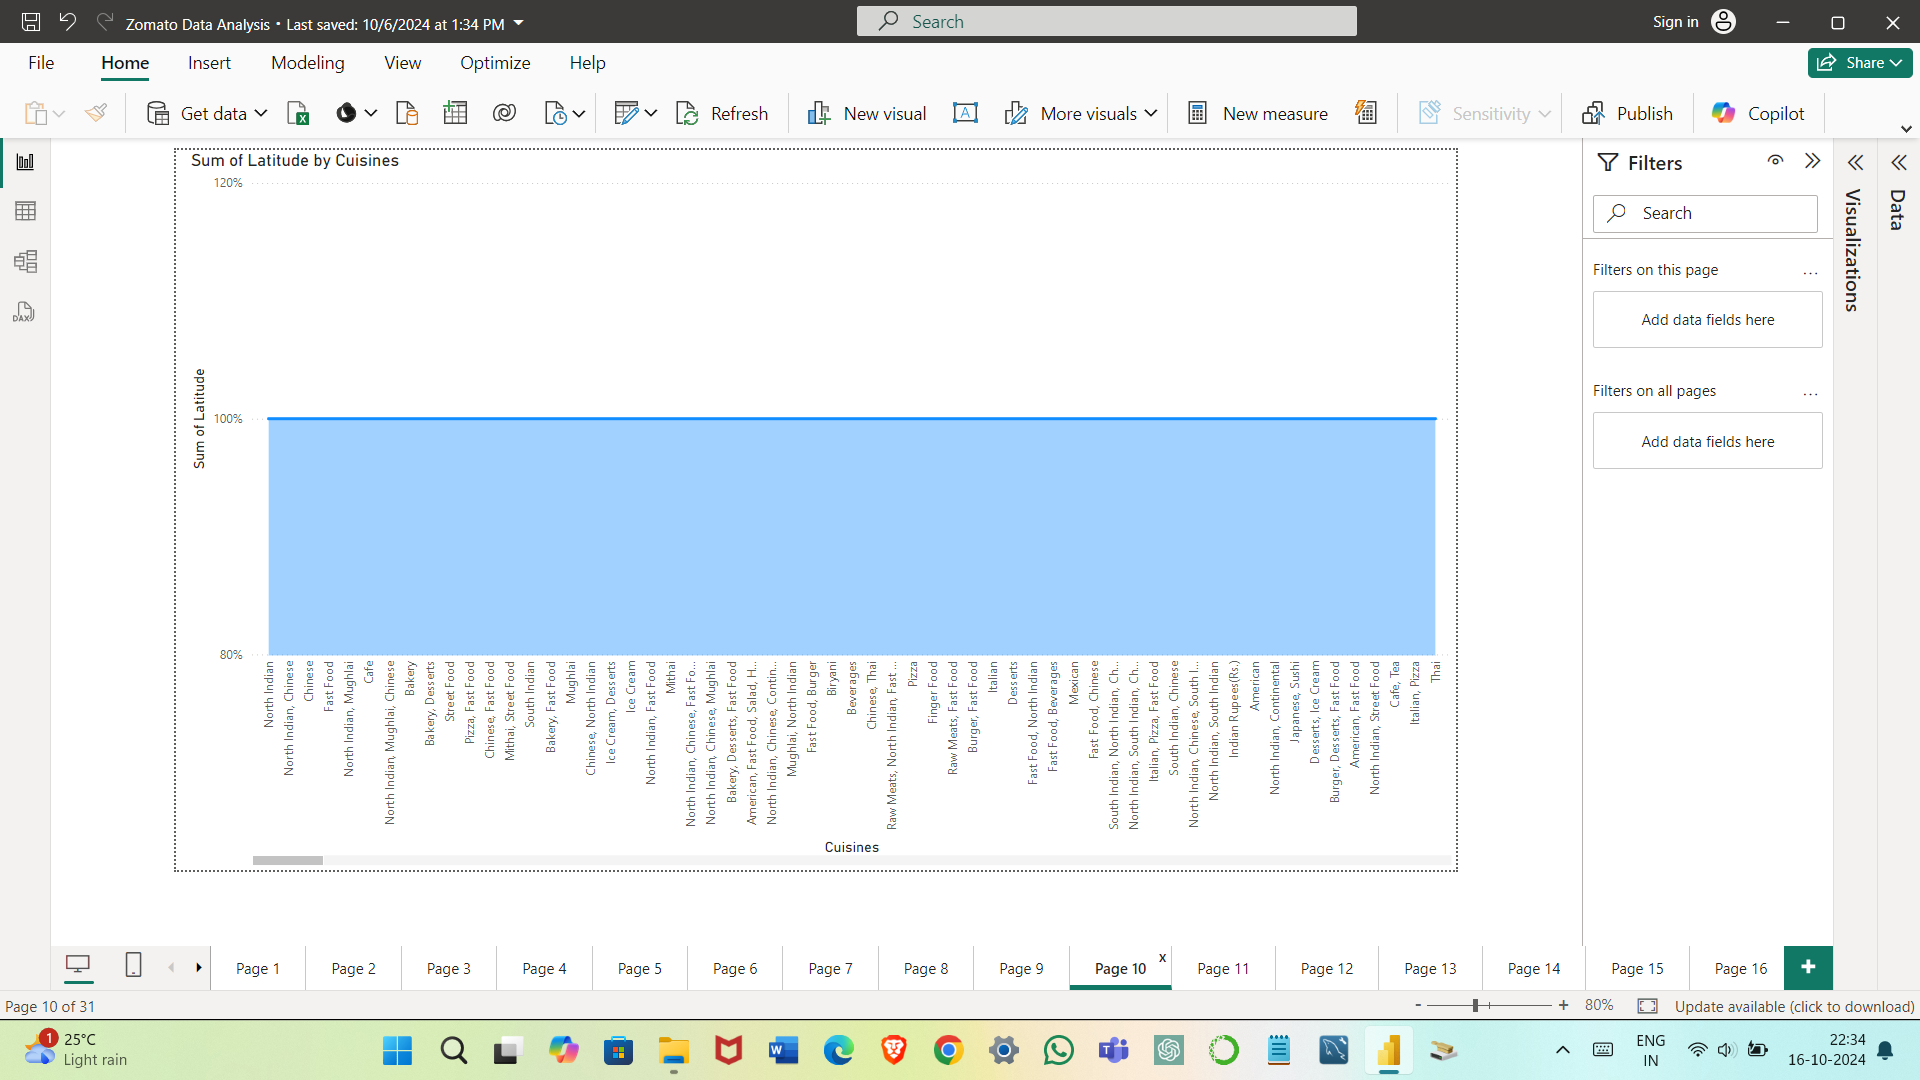 Zomato Data Analysis • Last saved: 10/6/2024 at 1:34 PM
Search
Sign in
File
Home
Insert
Modeling
View
Optimize
Help
Share
Get data
Refresh
New visual
More visuals
New measure
Sensitivity
Publish
Copilot
DAX
Sum of Latitude by Cuisines
120%
100%
80%
Sum of Latitude
North Indian
North Indian, Chinese
Chinese
Fast Food
North Indian, Mughlai
Cafe
North Indian, Mughlai, Chinese
Bakery
Bakery, Desserts
Street Food
Pizza, Fast Food
Chinese, Fast Food
Mithai, Street Food
South Indian
Bakery, Fast Food
Mughlai
Chinese, North Indian
Ice Cream, Desserts
Ice Cream
North Indian, Fast Food
Mithai
North Indian, Chinese, Fast Fo...
North Indian, Chinese, Mughlai
Bakery, Desserts, Fast Food
American, Fast Food, Salad, H...
North Indian, Chinese, Contin...
Mughlai, North Indian
Fast Food, Burger
Biryani
Beverages
Chinese, Thai
Raw Meats, North Indian, Fast...
Pizza
Finger Food
Raw Meats, Fast Food
Burger, Fast Food
Italian
Desserts
Fast Food, North Indian
Fast Food, Beverages
Mexican
Fast Food, Chinese
South Indian, North Indian, Ch...
North Indian, South Indian, Ch...
Italian, Pizza, Fast Food
South Indian, Chinese
North Indian, Chinese, South I...
North Indian, South Indian
Indian Rupees(Rs.)
American
North Indian, Continental
Japanese, Sushi
Desserts, Ice Cream
Burger, Desserts, Fast Food
American, Fast Food
North Indian, Street Food
Cafe, Tea
Italian, Pizza
Thai
Cuisines
Filters
Search
Filters on this page
...
Add data fields here
Filters on all pages
...
Add data fields here
Visualizations
Data
Page 1
Page 2
Page 3
Page 4
Page 5
Page 6
Page 7
Page 8
Page 9
Page 10
x
Page 11
Page 12
Page 13
Page 14
Page 15
Page 16
+
Page 10 of 31
- + 80%
Update available (click to download)
1
25°C
Light rain
ENG
IN
22:34
16-10-2024